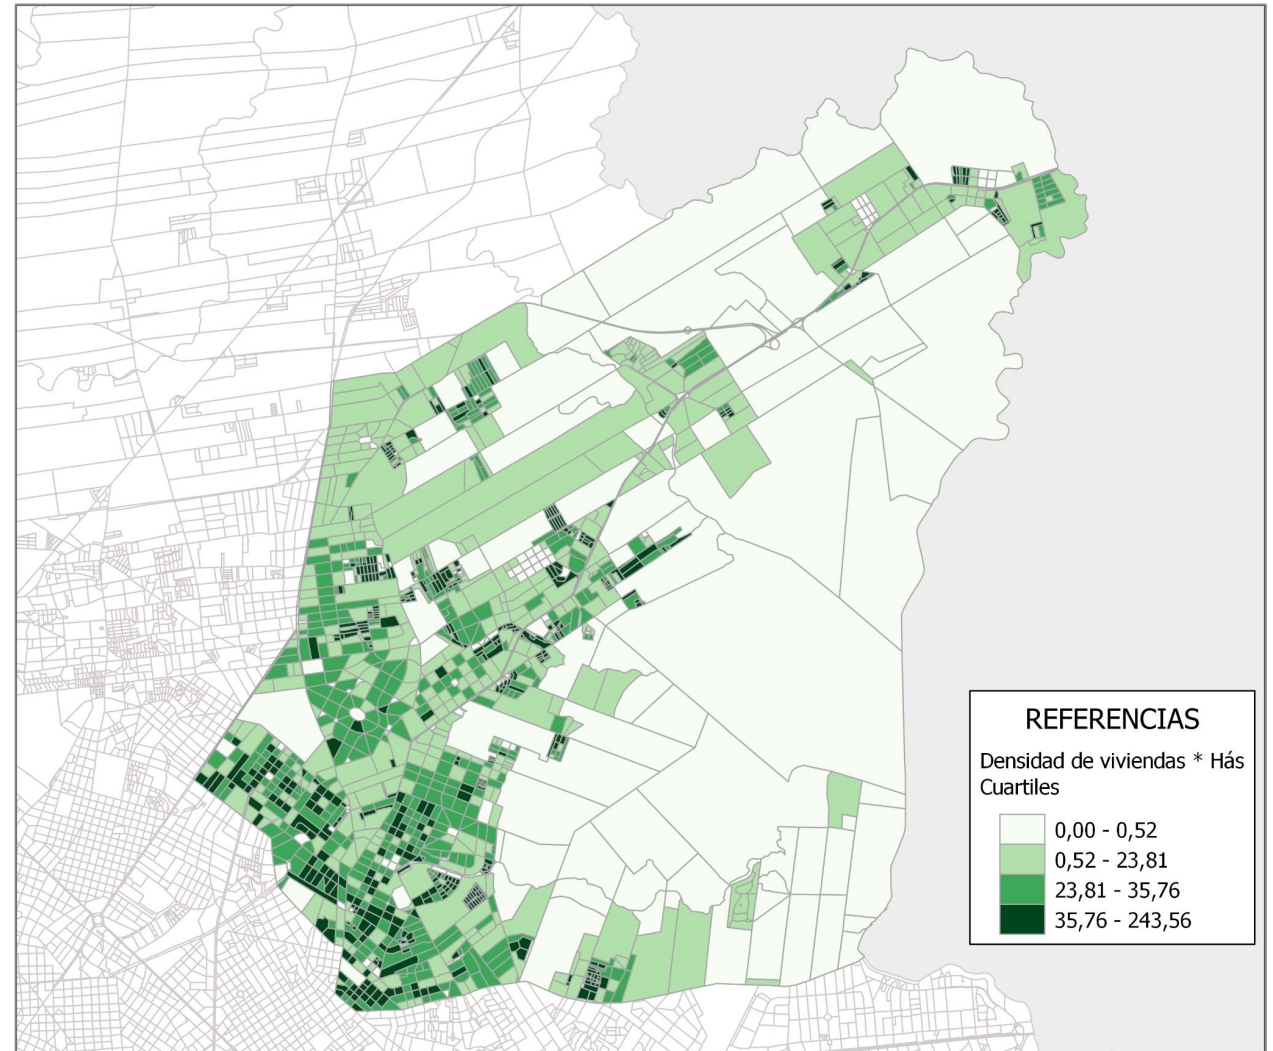 REFERENCIAS
Densidad de viviendas * Hás
Cuartiles
0,00 - 0,52
0,52 - 23,81
23,81 - 35,76
35,76 - 243,56